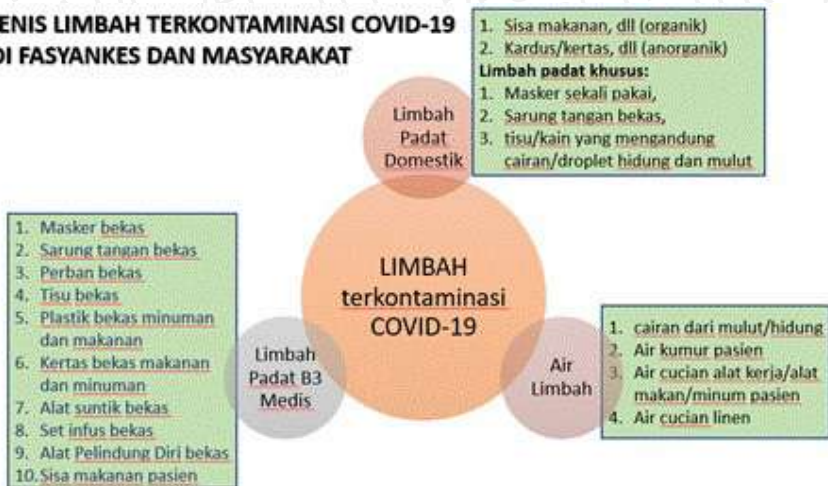 ENIS LIMBAH TERKONTAMINASI COVID-19
DI FASYANKES DAN MASYARAKAT
1. Sisa makanan, dll (organik)
2. Kardus/kertas, dll (anorganik)
Limbah padat khusus:
1. Masker sekali pakai,
2. Sarung tangan bekas,
3. tisu/kain yang mengandung
cairan/droplet hidung dan mulut
Limbah
Padat
Domestik
1. Masker bekas
2. Sarung tangan bekas
3. Perban bekas
4. Tisu bekas
5. Plastik bekas minuman
dan makanan
6. Kertas bekas makanan
dan minuman
7. Alat suntik bekas
8. Set infus bekas
9. Alat Pelindung Diri bekas
10. Sisa makanan pasien
LIMBAH
terkontaminasi
COVID-19
Limbah
Padat B3
Medis
Air
Limbah
1. cairan dari mulut/hidung
2. Air kumur pasien
3. Air cucian alat kerja/alat
makan/minum pasien
4. Air cucian linen